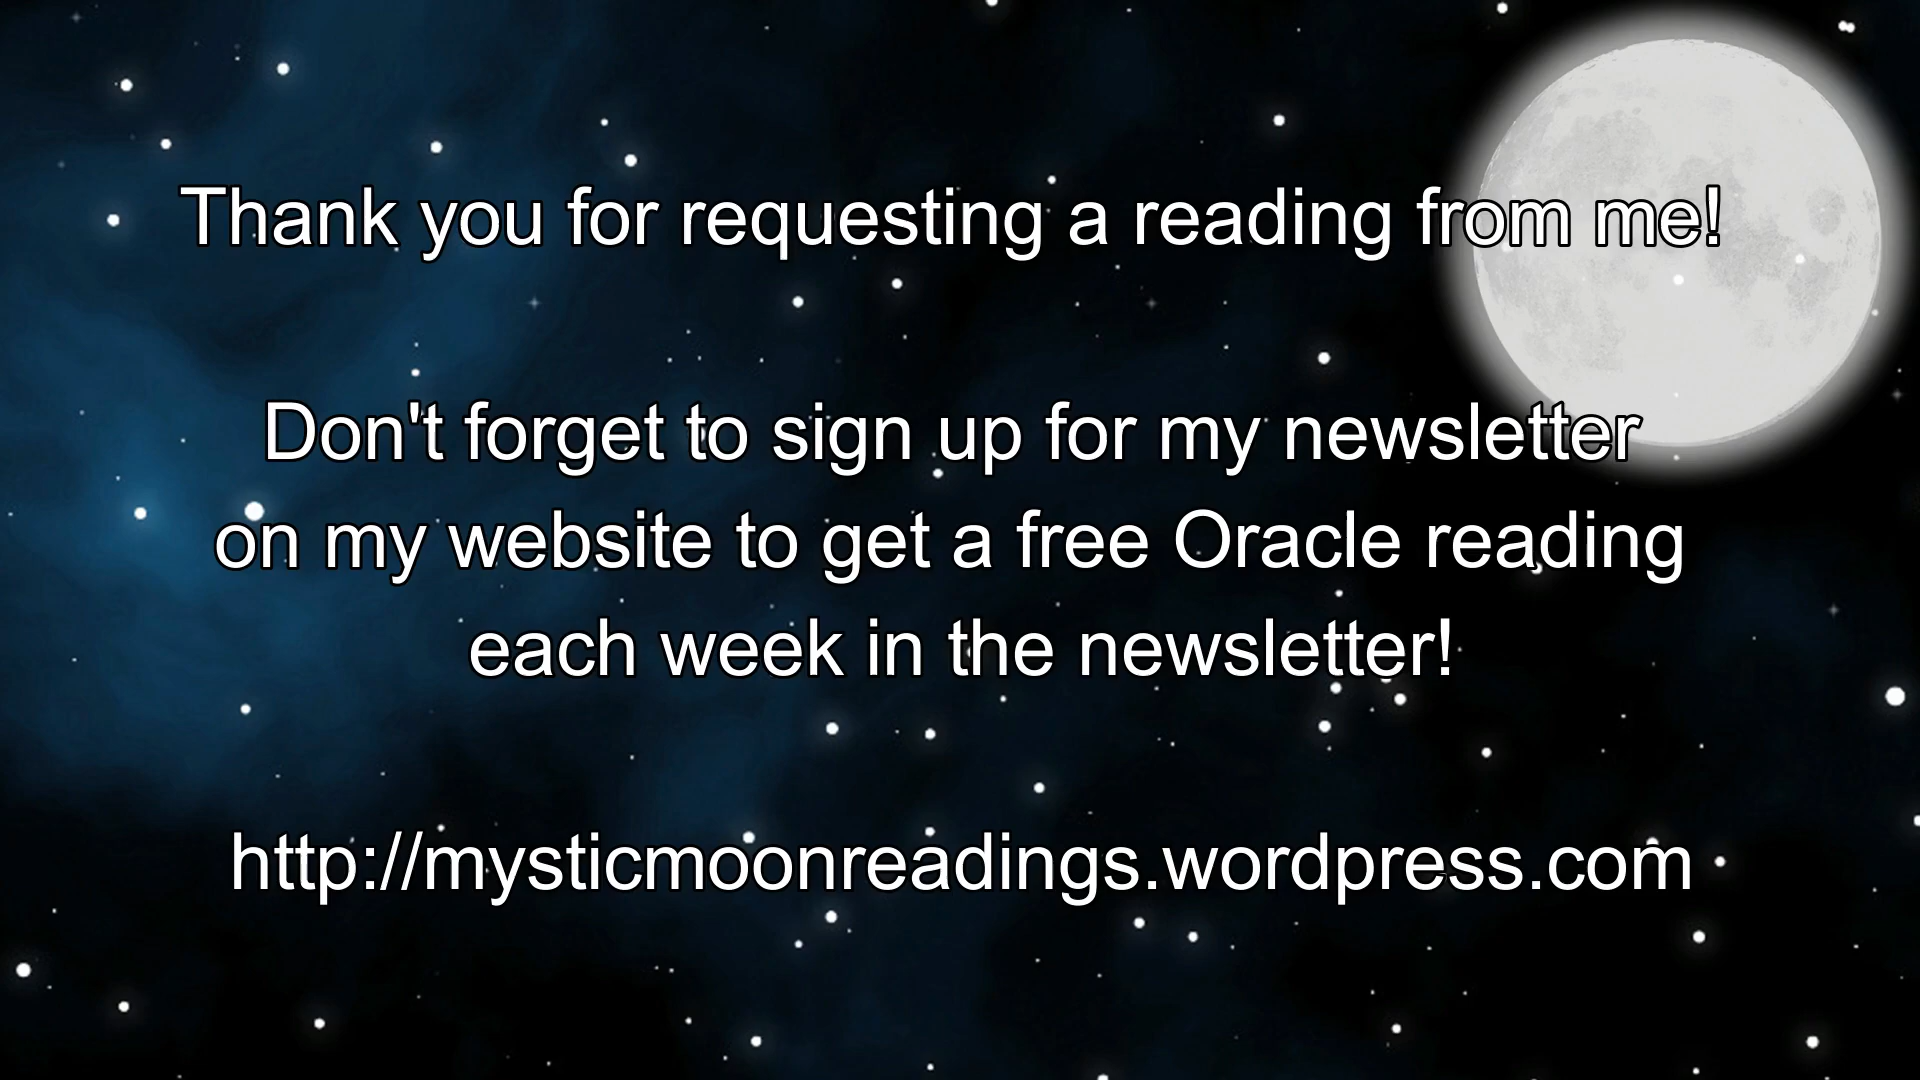 Thank you for requesting a reading from me!
Don't forget to sign up for my newsletter
on my website to get a free Oracle reading
each week in the newsletter!
http://mysticmoonreadings.wordpress.com